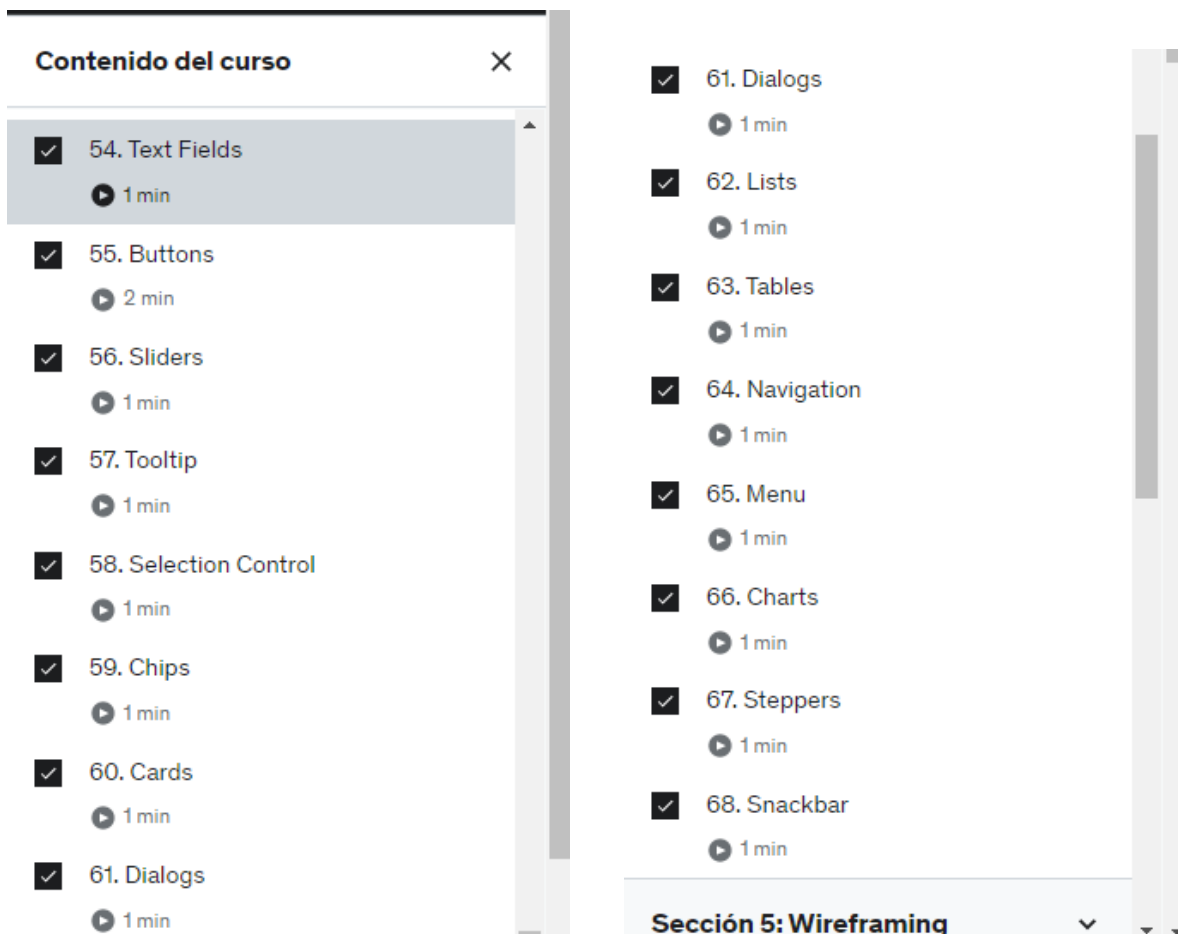 Contenido del curso
54. Text Fields
1 min
55. Buttons
2 min
56. Sliders
1 min
57. Tooltip
1 min
58. Selection Control
1 min
59. Chips
1 min
60. Cards
1 min
61. Dialogs
1 min
61. Dialogs
1 min
62. Lists
1 min
63. Tables
1 min
64. Navigation
1 min
65. Menu
1 min
66. Charts
1 min
67. Steppers
1 min
68. Snackbar
1 min
Sección 5: Wireframing